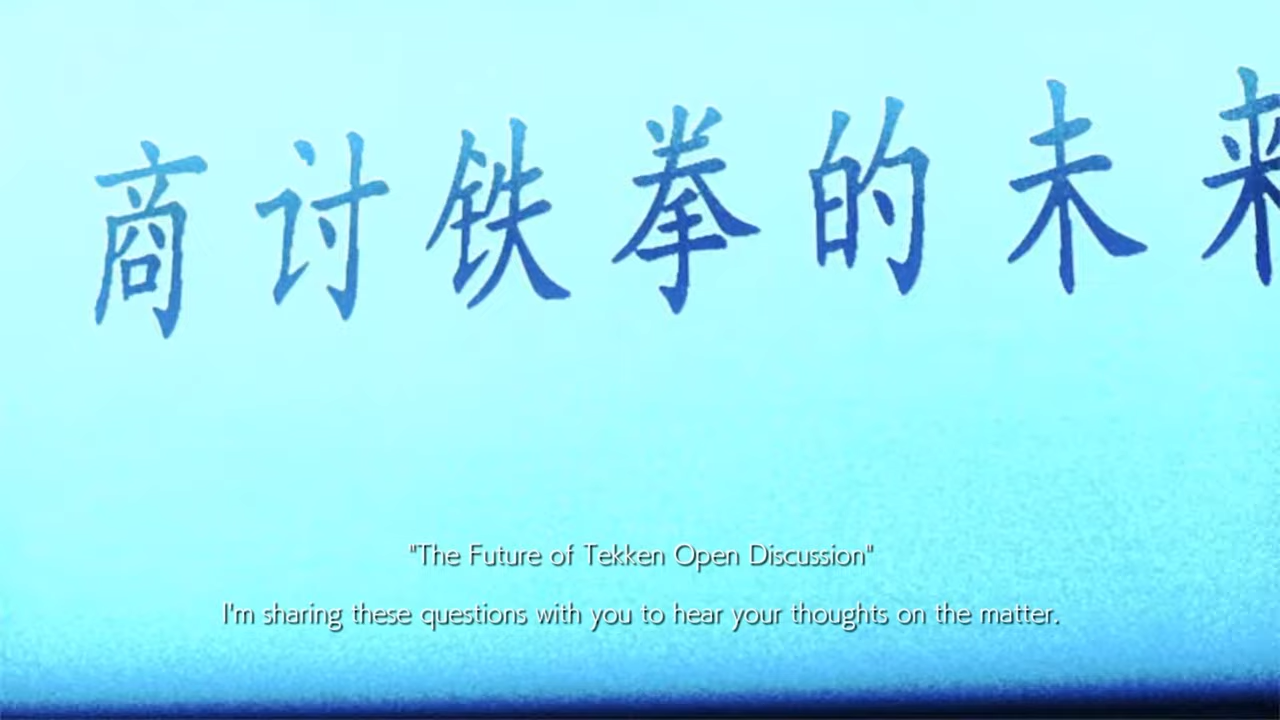 商讨铁拳的未来
"The Future of Tekken Open Discussion"
I'm sharing these questions with you to hear your thoughts on the matter.